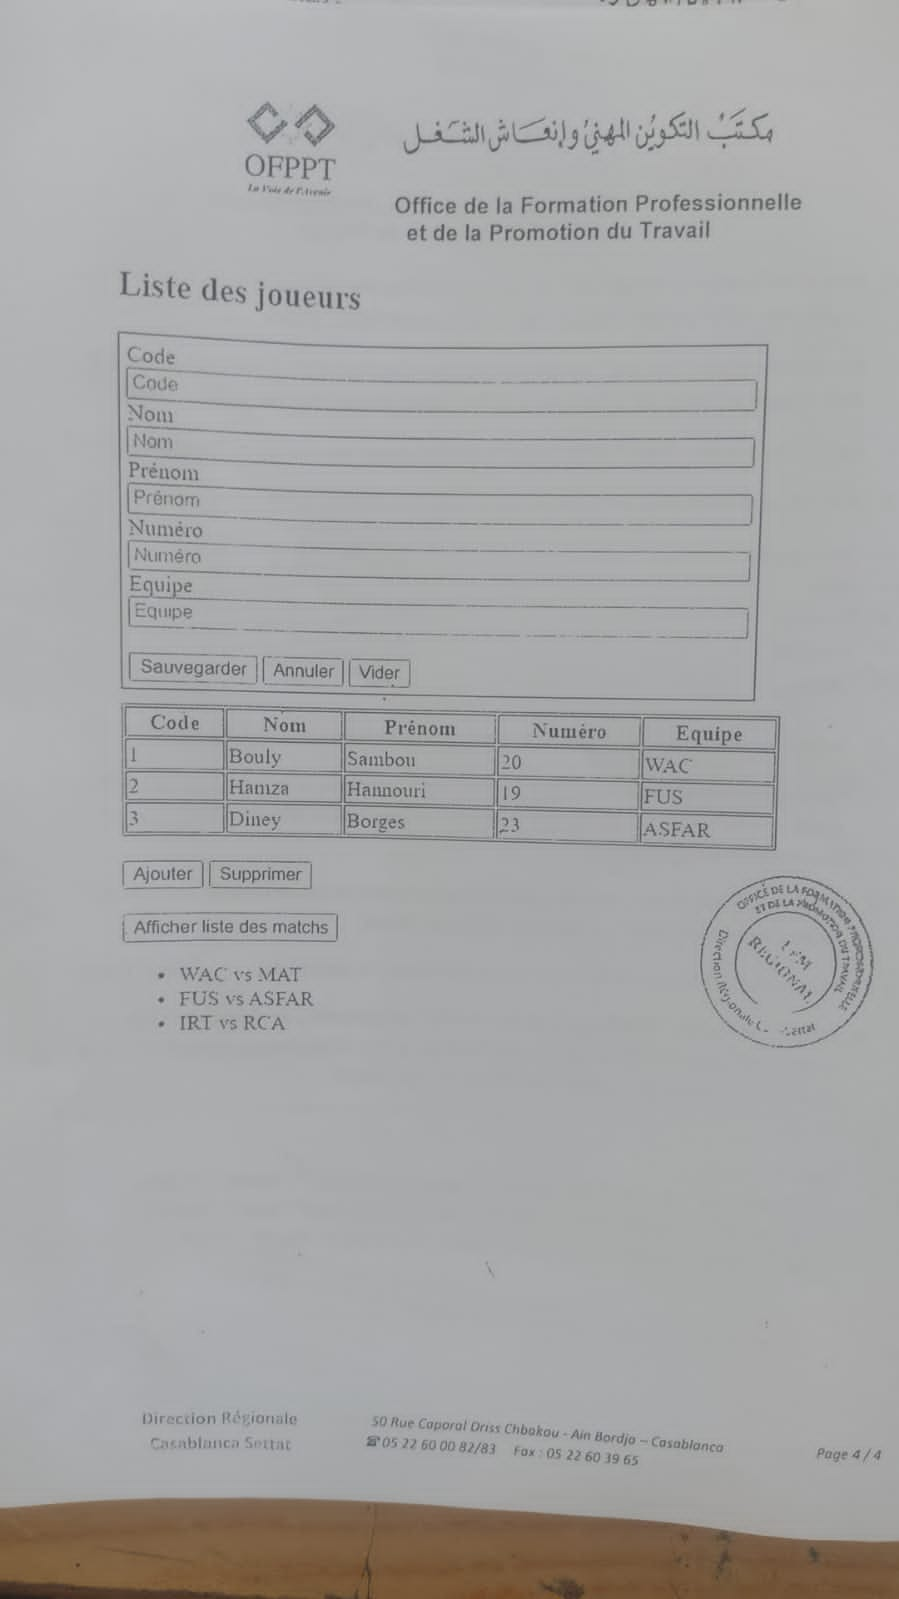 OFPPT
La Voie de l'Avenir
مكتب التكوين المهني وإنعاش الشغل
Office de la Formation Professionnelle
et de la Promotion du Travail
Liste des joueurs
Code
Code
Nom
Nom
Prénom
Prénom
Numéro
Numéro
Equipe
Equipe
Sauvegarder Annuler Vider
Code Nom Prénom Numéro Equipe
1 Bouly Sambou 20 WAC
2 Hamza Hannouri 19 FUS
3 Diney Borges 23 ASFAR
Ajouter Supprimer
Afficher liste des matchs
• WAC vs MAT
• FUS vs ASFAR
• IRT vs RCA
OFFICE DE LA FORMATION PROFESSIONNELLE
ET DE LA PROMOTION DU TRAVAIL
REGIONAL
Direction Régionale
Direction Régionale
Casablanca Settat
50 Rue Caporal Driss Chbakou - Ain Bordja – Casablanca
☎ 05 22 60 00 82/83 Fax : 05 22 60 39 65
Page 4 / 4